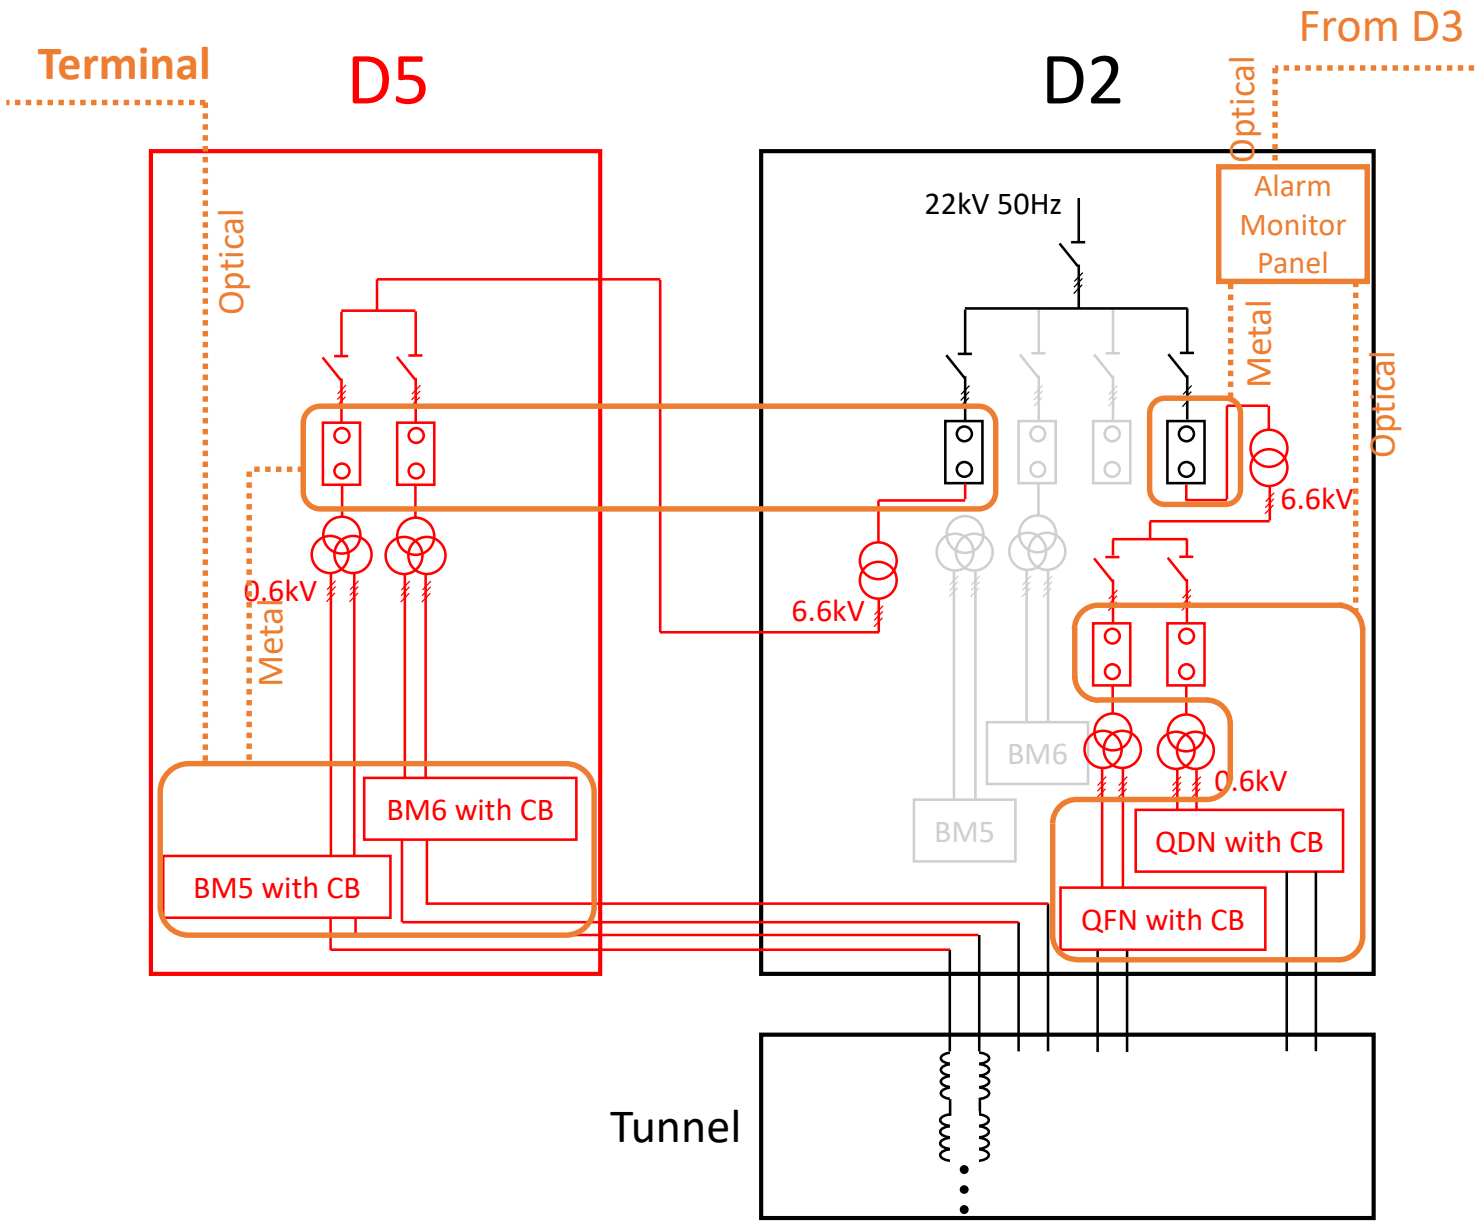 From D3
Terminal
D5
D2
Optical
Alarm
Monitor
Panel
22kV 50Hz
Optical
Metal
Optical
6.6kV
0.6kV
6.6kV
Metal
BM6
0.6kV
BM6 with CB
BM5
QDN with CB
BM5 with CB
QFN with CB
Tunnel